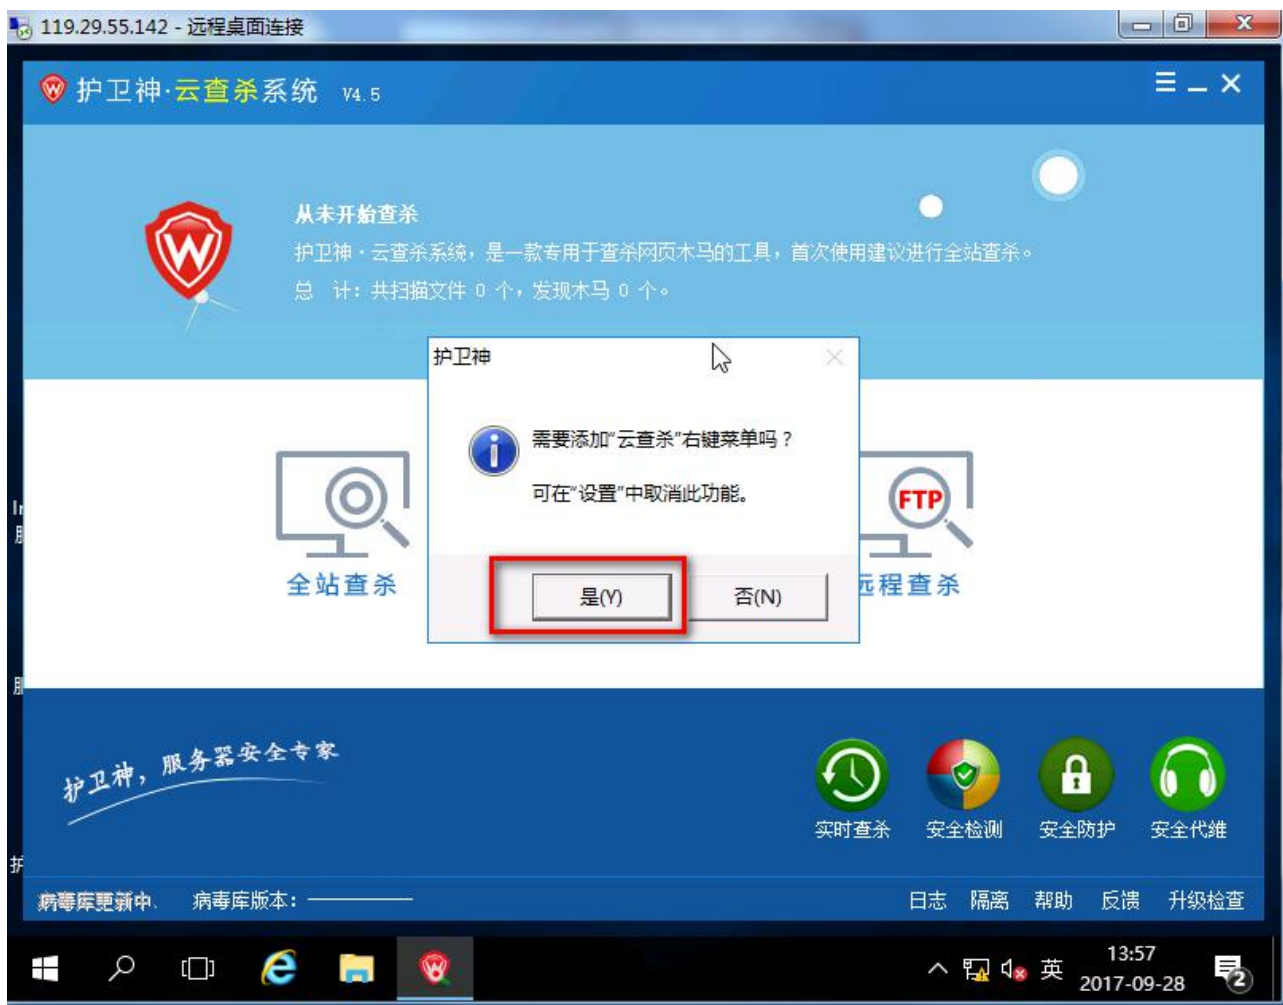 119.29.55.142 - 远程桌面连接
护卫神·云查杀系统 V4.5
从未开始查杀
护卫神·云查杀系统，是一款专用于查杀网页木马的工具，首次使用建议进行全站查杀。
总 计：共扫描文件 0 个，发现木马 0 个。
护卫神
需要添加“云查杀”右键菜单吗？
可在“设置”中取消此功能。
是(Y)
否(N)
全站查杀
FTP
远程查杀
护卫神，服务器安全专家
实时查杀
安全检测
安全防护
安全代维
病毒库更新中、
病毒库版本：
日志
隔离
帮助
反馈
升级检查
英
13:57
2017-09-28
2